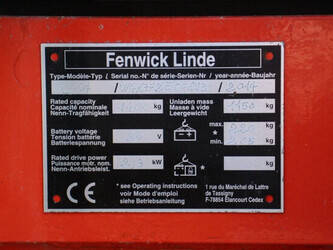 Fenwick Linde
Type-Modèle-Typ / Serial no.-N° de série-Serien-Nr / year-année-Baujahr
Rated capacity
Capacité nominale
Nenn-Tragfähigkeit
kg
Unladen mass
Masse à vide
Leergewicht
1150
kg
Battery voltage
Tension batterie
Batteriespannung
V
max.
*
min.
kg
kg
Rated drive power
Puissance mótr. nom.
Nenn-Antriebsleist.
kW
kg
CE
* see Operating instructions
voir Mode d'emploi
siehe Betriebsanleitung
1 rue du Maréchal de Lattre
de Tassigny
F-78854 Elancourt Cedex